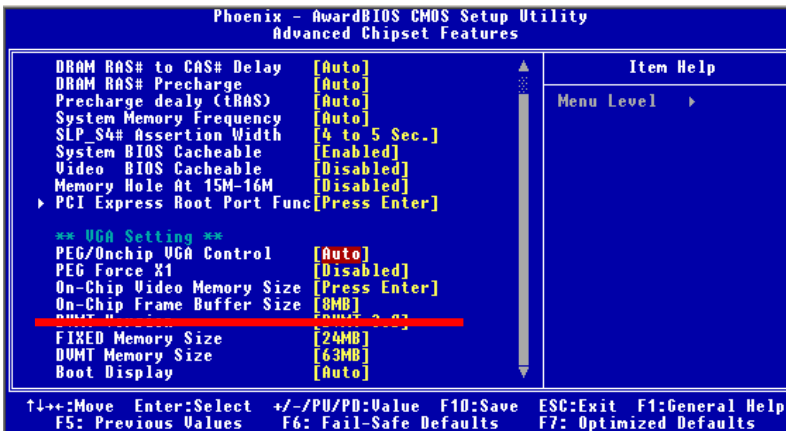 Phoenix - AwardBIOS CMOS Setup Utility
Advanced Chipset Features
DRAM RAS# to CAS# Delay [Auto]
DRAM RAS# Precharge [Auto]
Precharge dealy (tRAS) [Auto]
System Memory Frequency [Auto]
SLP_S4# Assertion Width [4 to 5 Sec.]
System BIOS Cacheable [Enabled]
Video BIOS Cacheable [Disabled]
Memory Hole At 15M-16M [Disabled]
▸ PCI Express Root Port Func[Press Enter]
** VGA Setting **
PEG/Onchip VGA Control [Auto]
PEG Force X1 [Disabled]
On-Chip Video Memory Size [Press Enter]
On-Chip Frame Buffer Size [8MB]
FIXED Memory Size [24MB]
DVMT Memory Size [63MB]
Boot Display [Auto]
Item Help
Menu Level ▸
↑↓→←:Move Enter:Select +/-/PU/PD:Value F10:Save ESC:Exit F1:General Help
F5: Previous Values F6: Fail-Safe Defaults F7: Optimized Defaults